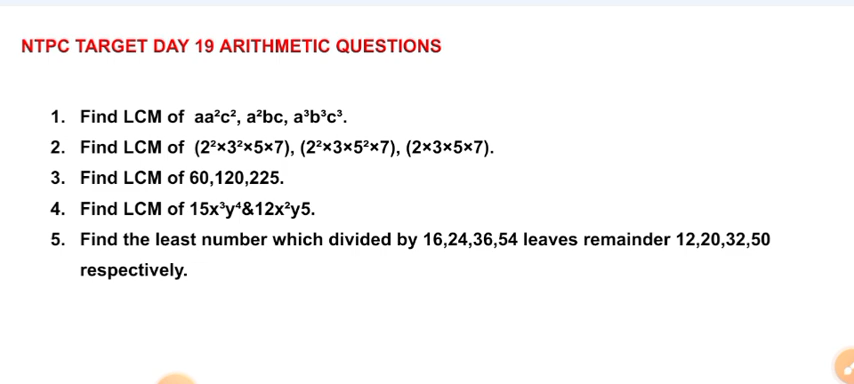 NTPC TARGET DAY 19 ARITHMETIC QUESTIONS
1. Find LCM of aa²c², a²bc, a³b³c³.
2. Find LCM of (2²×3²×5×7), (2²×3×5²×7), (2×3×5×7).
3. Find LCM of 60,120,225.
4. Find LCM of 15x³y⁴&12x²y5.
5. Find the least number which divided by 16,24,36,54 leaves remainder 12,20,32,50
respectively.